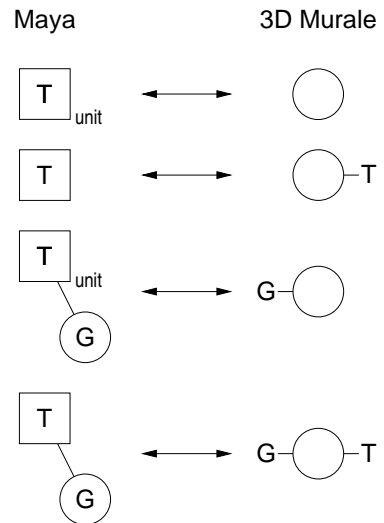 Maya 3D Murale
T unit
T T
T unit G
G
T G T
G